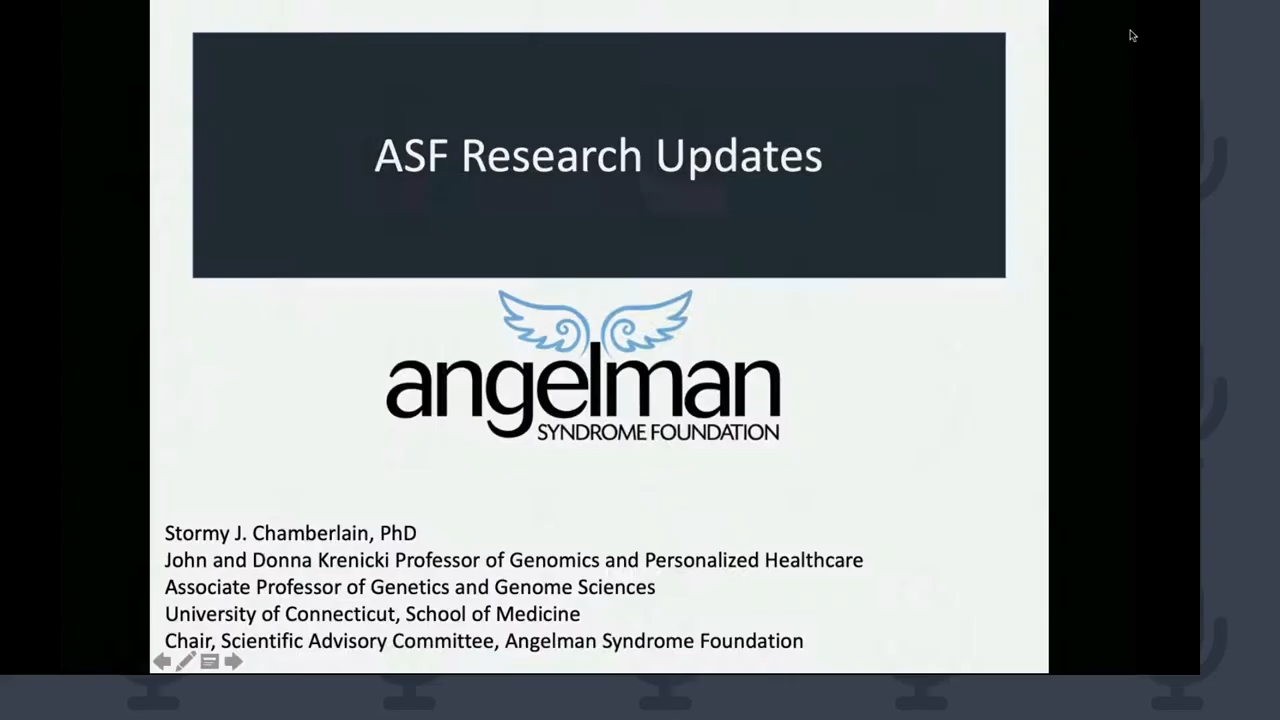 ASF Research Updates
angelman
SYNDROME FOUNDATION
Stormy J. Chamberlain, PhD
John and Donna Krenicki Professor of Genomics and Personalized Healthcare
Associate Professor of Genetics and Genome Sciences
University of Connecticut, School of Medicine
Chair, Scientific Advisory Committee, Angelman Syndrome Foundation